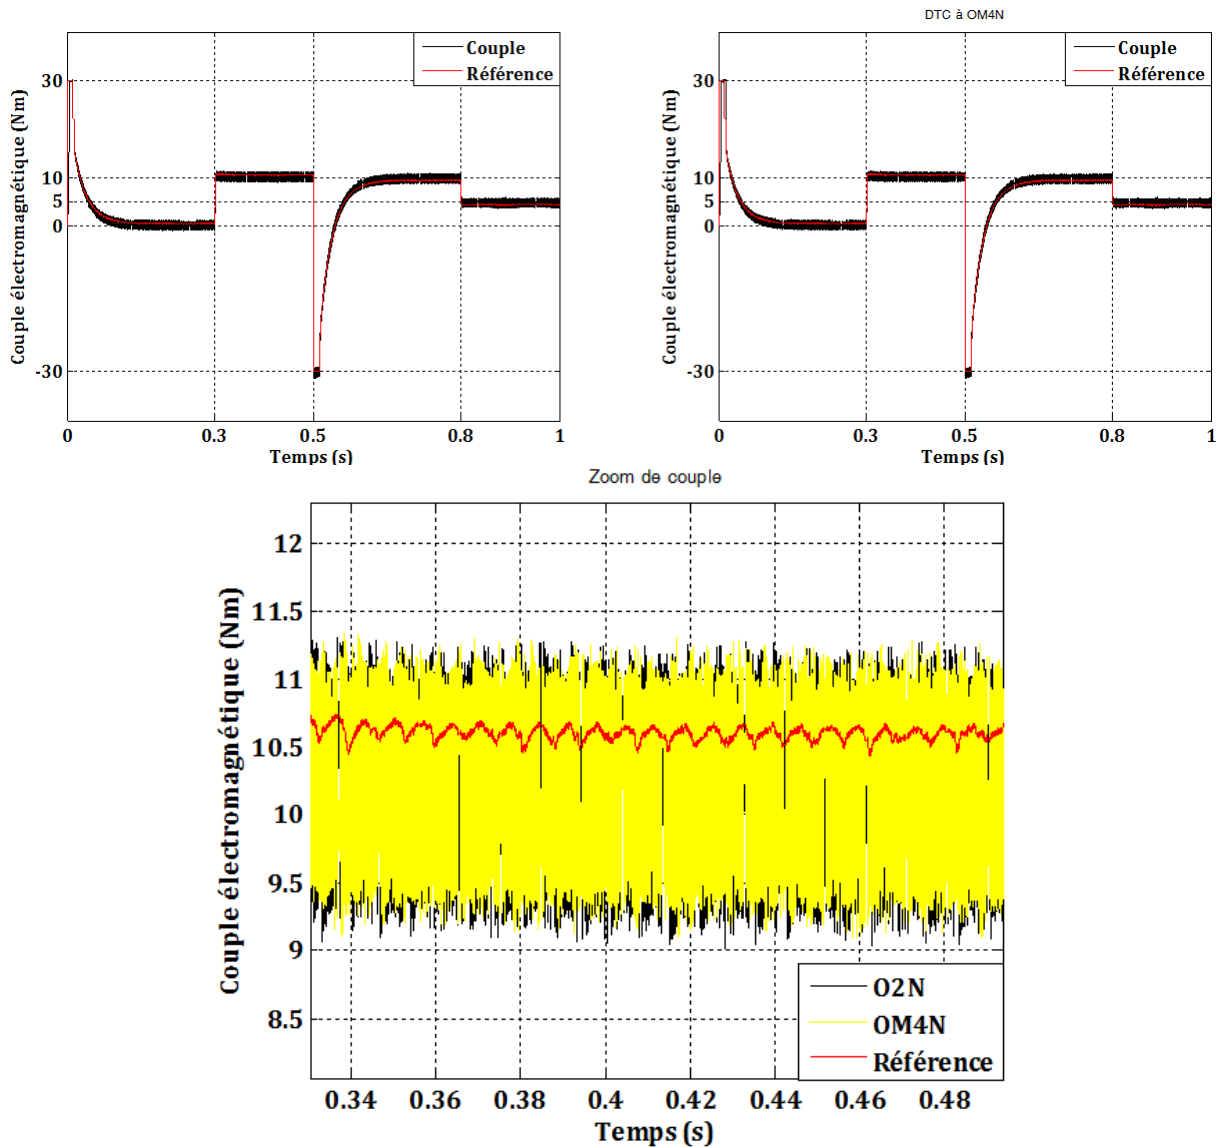 DTC à OM4N
Couple électromagnétique (Nm)
30
10
5
0
-30
Couple
Référence
0
0.3
0.5
0.8
1
Temps (s)
Couple électromagnétique (Nm)
30
10
5
0
-30
Couple
Référence
0
0.3
0.5
0.8
1
Temps (s)
Zoom de couple
Couple électromagnétique (Nm)
12
11.5
11
10.5
10
9.5
9
8.5
O2N
OM4N
Référence
0.34
0.36
0.38
0.4
0.42
0.44
0.46
0.48
Temps (s)